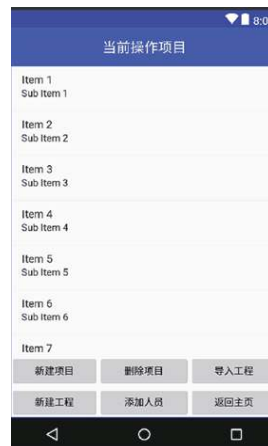 8:0
当前操作项目
Item 1
Sub Item 1
Item 2
Sub Item 2
Item 3
Sub Item 3
Item 4
Sub Item 4
Item 5
Sub Item 5
Item 6
Sub Item 6
Item 7
新建项目 删除项目 导入工程
新建工程 添加人员 返回主页